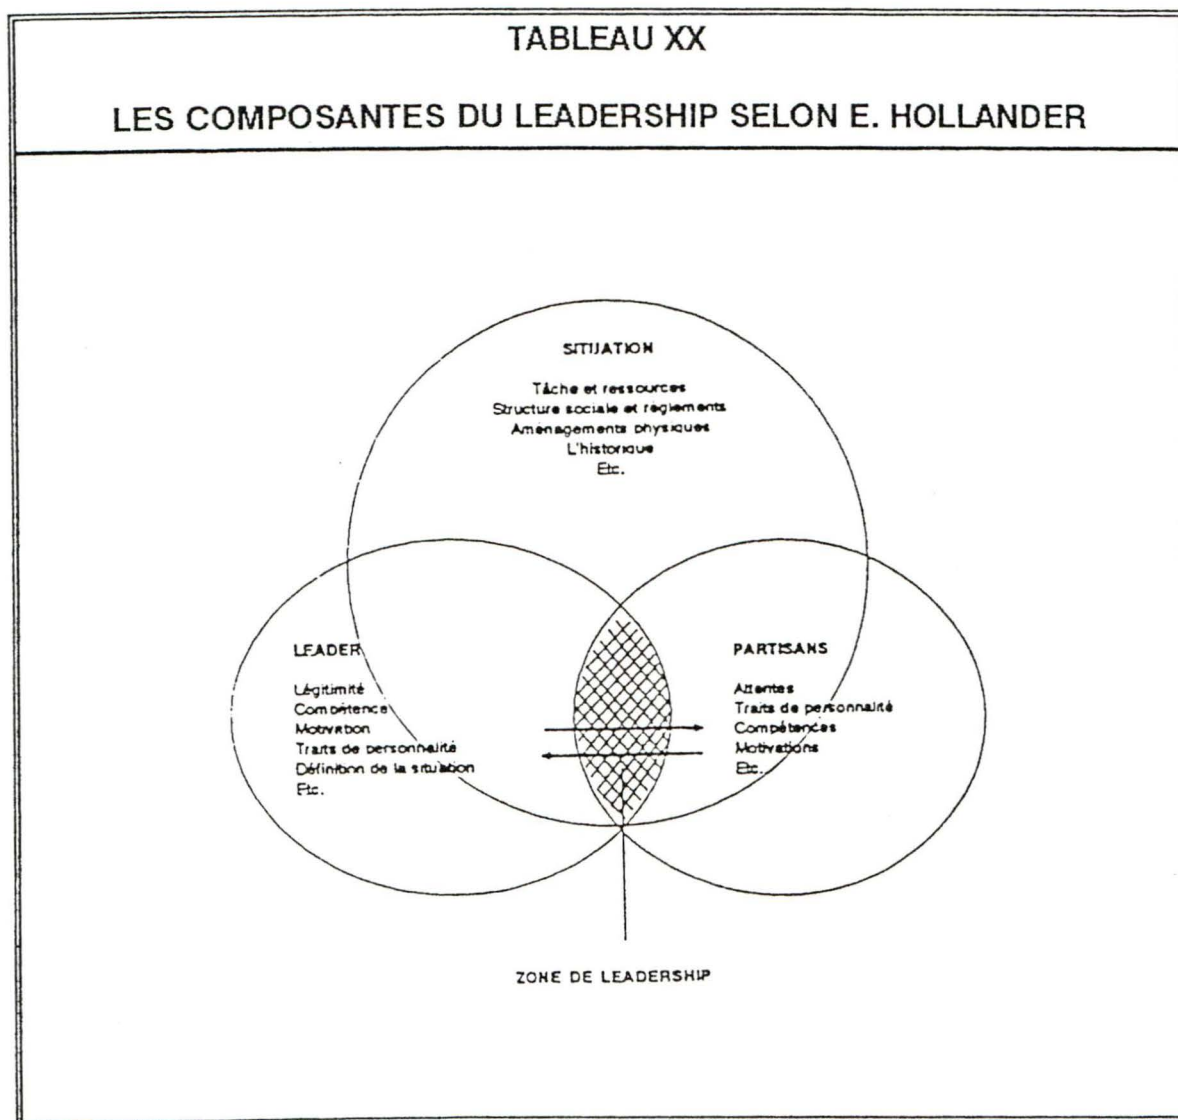 TABLEAU XX
LES COMPOSANTES DU LEADERSHIP SELON E. HOLLANDER
SITUATION
Tâche et ressources
Structure sociale et règlements
Aménagements physiques
L'historique
Etc.
LEADER
Légitimité
Compétence
Motivation
Traits de personnalité
Définition de la situation
Etc.
PARTISANS
Attentes
Traits de personnalité
Compétences
Motivations
Etc.
ZONE DE LEADERSHIP